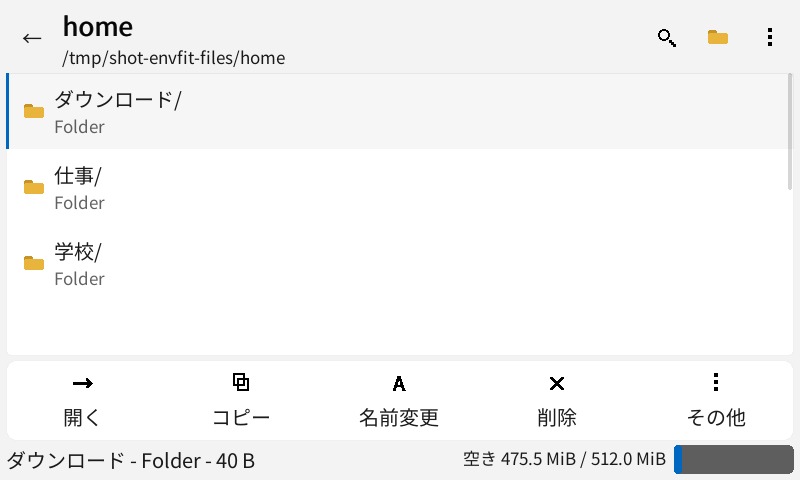 home
/tmp/shot-envfit-files/home
ダウンロード/
Folder
仕事/
Folder
学校/
Folder
開く
コピー
名前変更
削除
その他
ダウンロード - Folder - 40 B
空き 475.5 MiB / 512.0 MiB